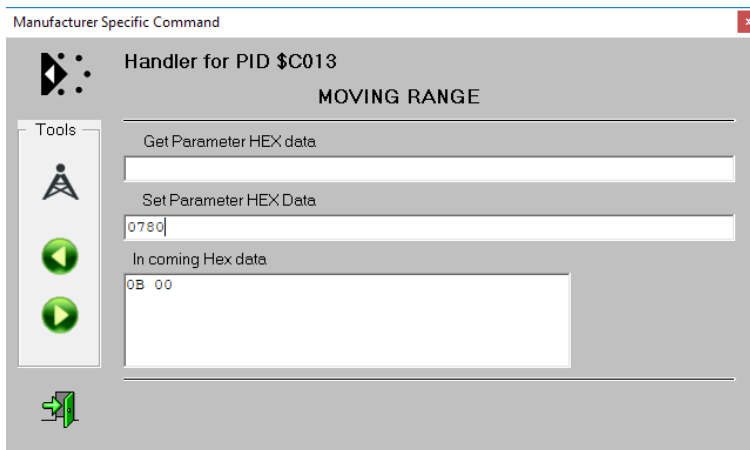 Manufacturer Specific Command
x
Handler for PID $C013
MOVING RANGE
Tools
Get Parameter HEX data
Set Parameter HEX Data
0780
In coming Hex data
0B 00